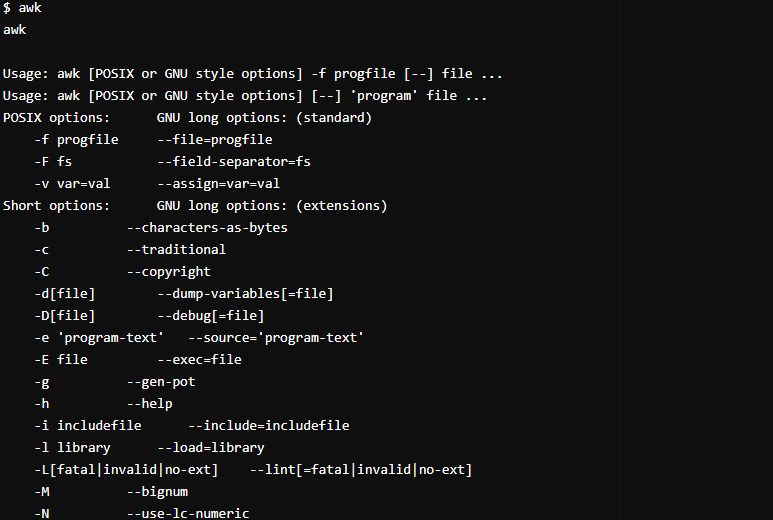 $ awk
awk
Usage: awk [POSIX or GNU style options] -f progfile [--] file ...
Usage: awk [POSIX or GNU style options] [--] 'program' file ...
POSIX options:      GNU long options: (standard)
    -f progfile     --file=progfile
    -F fs           --field-separator=fs
    -v var=val      --assign=var=val
Short options:      GNU long options: (extensions)
    -b          --characters-as-bytes
    -c          --traditional
    -C          --copyright
    -d[file]        --dump-variables[=file]
    -D[file]        --debug[=file]
    -e 'program-text'   --source='program-text'
    -E file         --exec=file
    -g          --gen-pot
    -h          --help
    -i includefile      --include=includefile
    -l library      --load=library
    -L[fatal|invalid|no-ext]    --lint[=fatal|invalid|no-ext]
    -M          --bignum
    -N          --use-lc-numeric